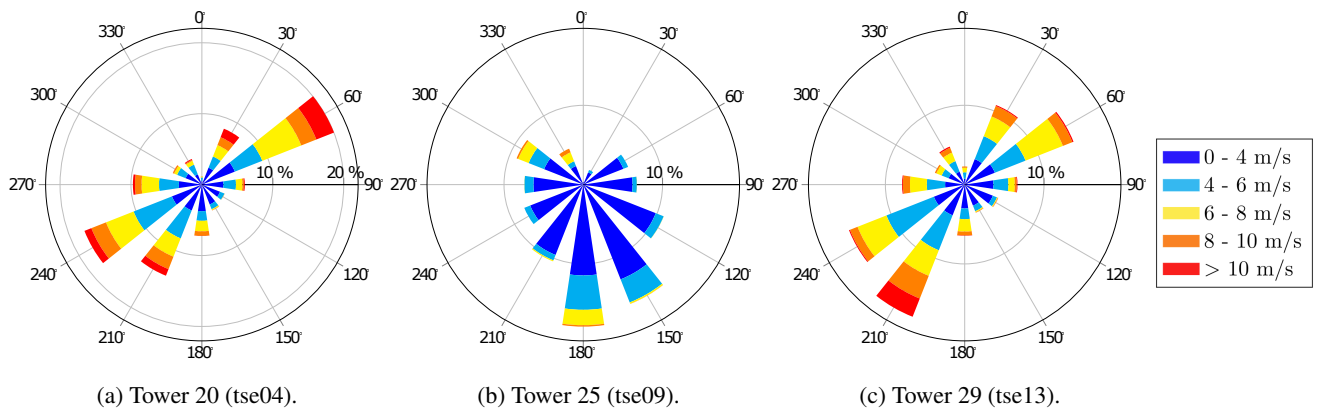 0° 30° 60° 90° 120° 150° 180° 210° 240° 270° 300° 330° 10 % 20 %
0° 30° 60° 90° 120° 150° 180° 210° 240° 270° 300° 330° 10 %
0° 30° 60° 90° 120° 150° 180° 210° 240° 270° 300° 330° 10 %
0 - 4 m/s
4 - 6 m/s
6 - 8 m/s
8 - 10 m/s
> 10 m/s
(a) Tower 20 (tse04).
(b) Tower 25 (tse09).
(c) Tower 29 (tse13).